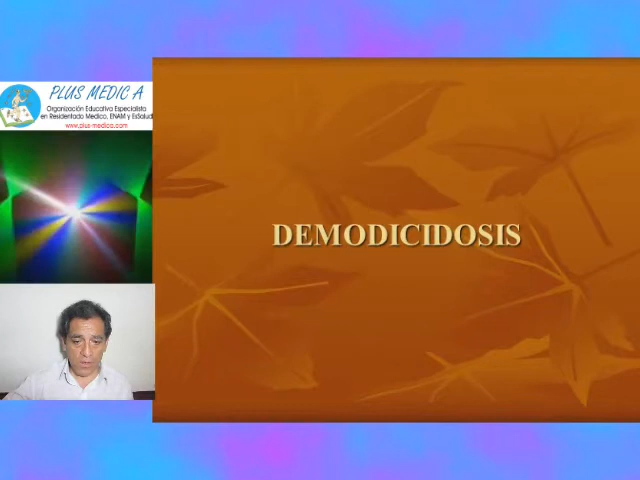 PLUS MEDIC A
Organización Educativa Especialista
en Residentado Medico, ENAM y EsSalud
www.plus-medica.com
DEMODICIDOSIS